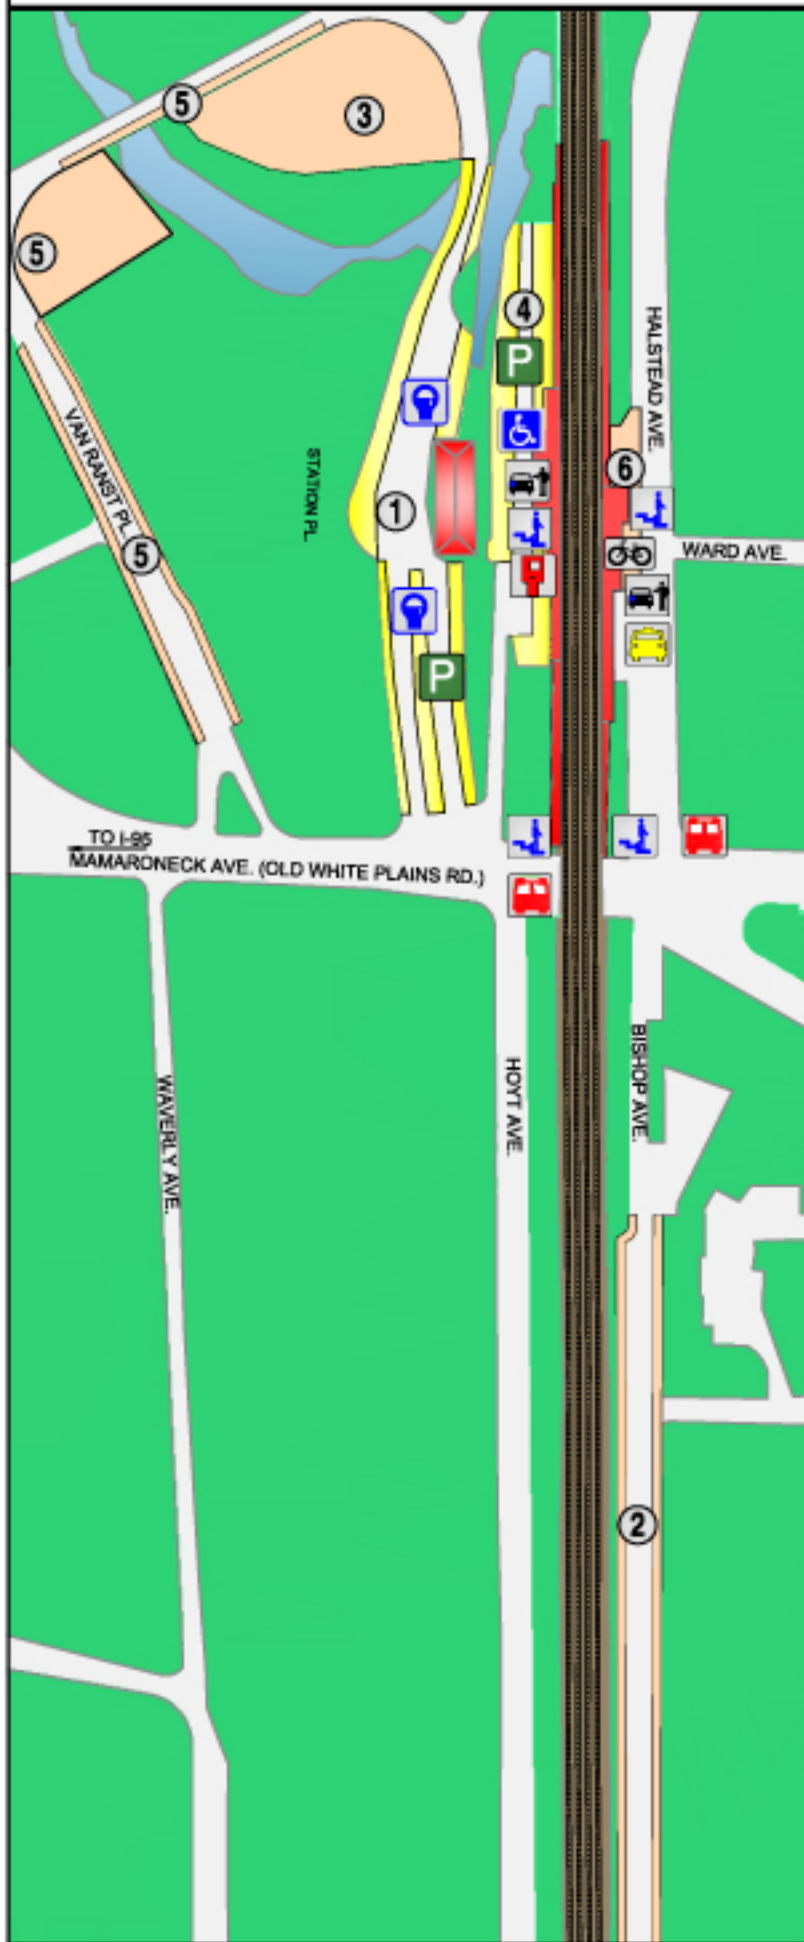 5
3
5
4
P
HALSTEAD AVE.
VAN RANST PL.
STATION PL.
6
1
5
WARD AVE.
P
TO I-95
MAMARONECK AVE. (OLD WHITE PLAINS RD.)
WAVERLY AVE.
HOYT AVE.
BISHOP AVE.
2